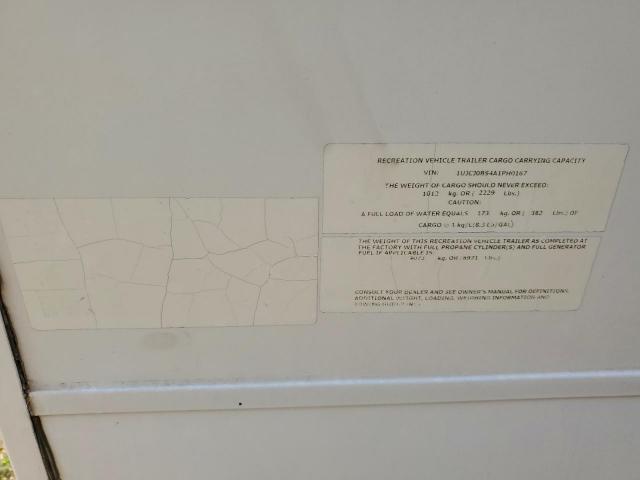 RECREATION VEHICLE TRAILER CARGO CARRYING CAPACITY
VIN: 1UJCJ0BS4A1PH0167
THE WEIGHT OF CARGO SHOULD NEVER EXCEED:
1012 kg. OR ( 2229 Lbs.)
CAUTION:
A FULL LOAD OF WATER EQUALS 173 kg. OR ( 382 Lbs.) OF
CARGO @ 1 kg/L(8.3 Lb/GAL)
THE WEIGHT OF THIS RECREATION VEHICLE TRAILER AS COMPLETED AT
THE FACTORY WITH FULL PROPANE CYLINDER(S) AND FULL GENERATOR
FUEL IF APPLICABLE IS
kg. OR (8971 Lbs.)
CONSULT YOUR DEALER AND SEE OWNER'S MANUAL FOR DEFINITIONS,
ADDITIONAL WEIGHT, LOADING, WEIGHING INFORMATION AND